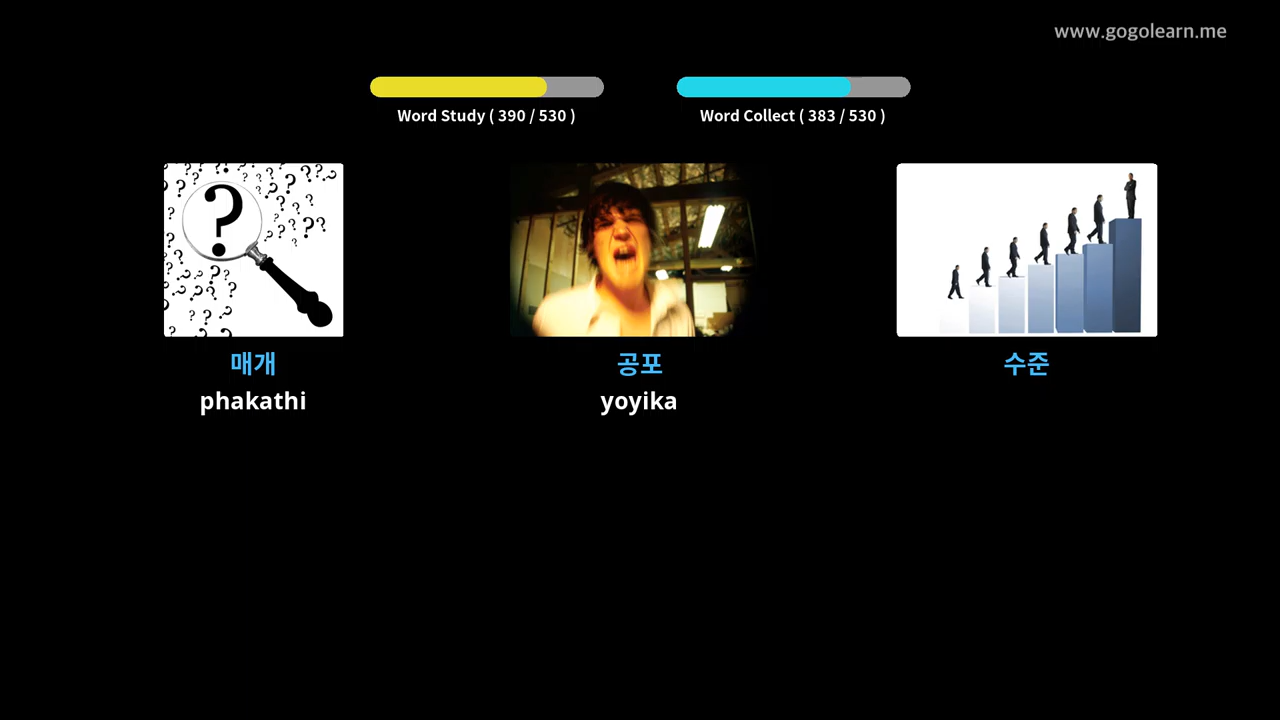 www.gogolearn.me
Word Study ( 390 / 530 )
Word Collect ( 383 / 530 )
매개
공포
수준
phakathi
yoyika